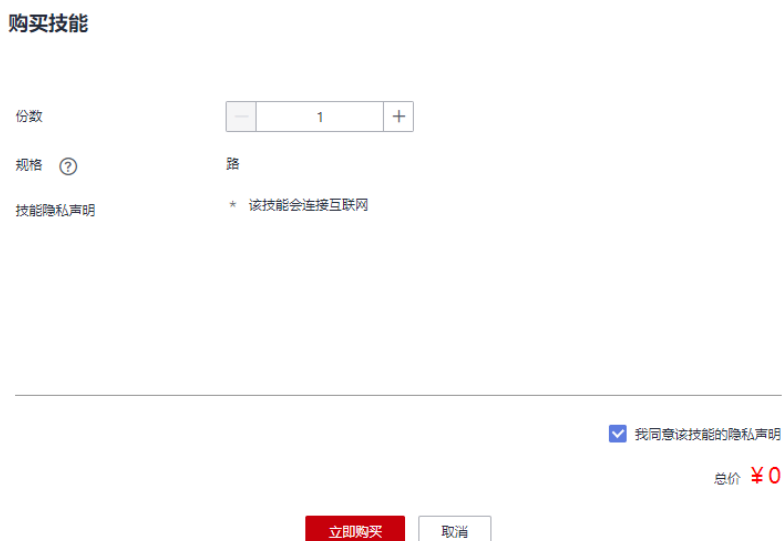 购买技能
份数 1
规格 ? 路
技能隐私声明 * 该技能会连接互联网
我同意该技能的隐私声明
总价 ¥0
立即购买 取消